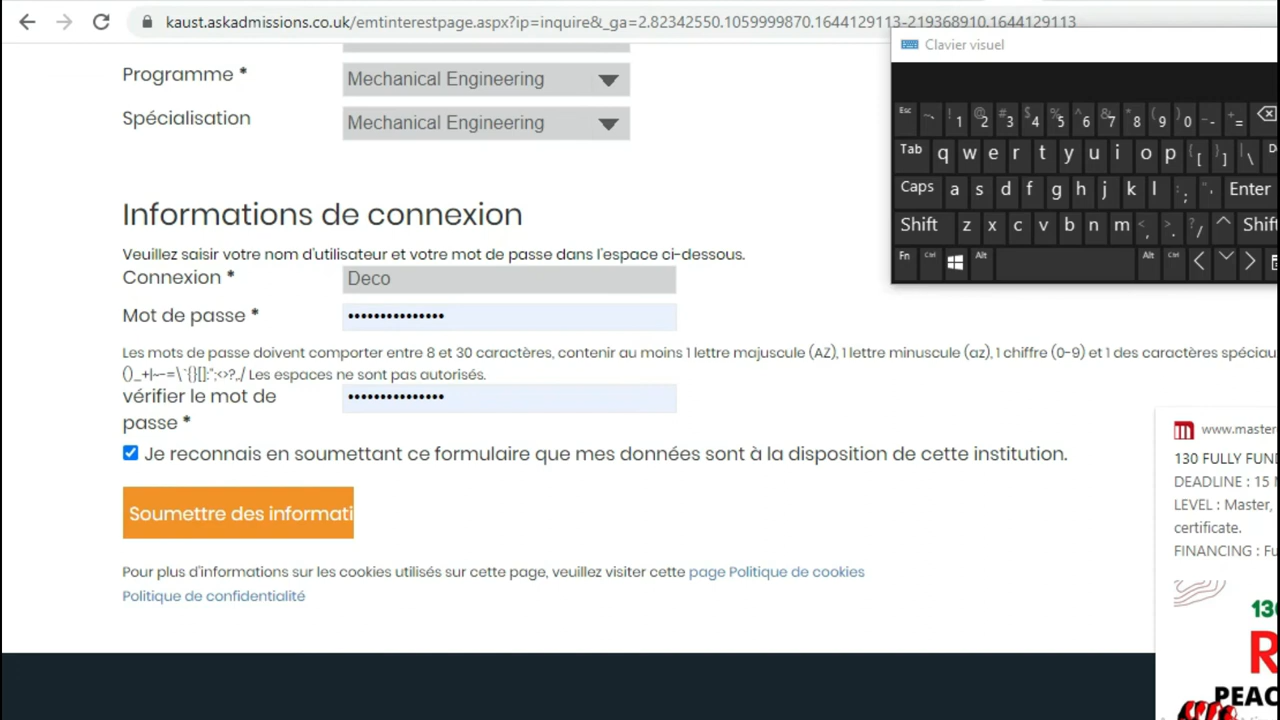 kaust.askadmissions.co.uk/emtinterestpage.aspx?ip=inquire&_ga=2.82342550.1059999870.1644129113-219368910.1644129113
Clavier visuel
Programme *
Mechanical Engineering
Spécialisation
Mechanical Engineering
Esc ~ ` ! 1 @ 2 # 3 $ 4 % 5 ^ 6 & 7 * 8 ( 9 ) 0 _ - + =
Tab q w e r t y u i o p { [ } ] | \
Caps a s d f g h j k l : ; " ' Enter
Shift z x c v b n m < , > . ? / Shif
Fn Ctrl Alt Alt Ctrl
Informations de connexion
Veuillez saisir votre nom d'utilisateur et votre mot de passe dans l'espace ci-dessous.
Connexion *
Deco
Mot de passe *
•••••••••••••••
Les mots de passe doivent comporter entre 8 et 30 caractères, contenir au moins 1 lettre majuscule (AZ), 1 lettre minuscule (az), 1 chiffre (0-9) et 1 des caractères spéciau
()_+|~-=\`{}[]:";<>?,./ Les espaces ne sont pas autorisés.
vérifier le mot de
passe *
•••••••••••••••
Je reconnais en soumettant ce formulaire que mes données sont à la disposition de cette institution.
Soumettre des informati
Pour plus d'informations sur les cookies utilisés sur cette page, veuillez visiter cette page Politique de cookies
Politique de confidentialité
www.master
130 FULLY FUN
DEADLINE : 15
LEVEL : Master,
certificate.
FINANCING : Fu
130
R
PEAC